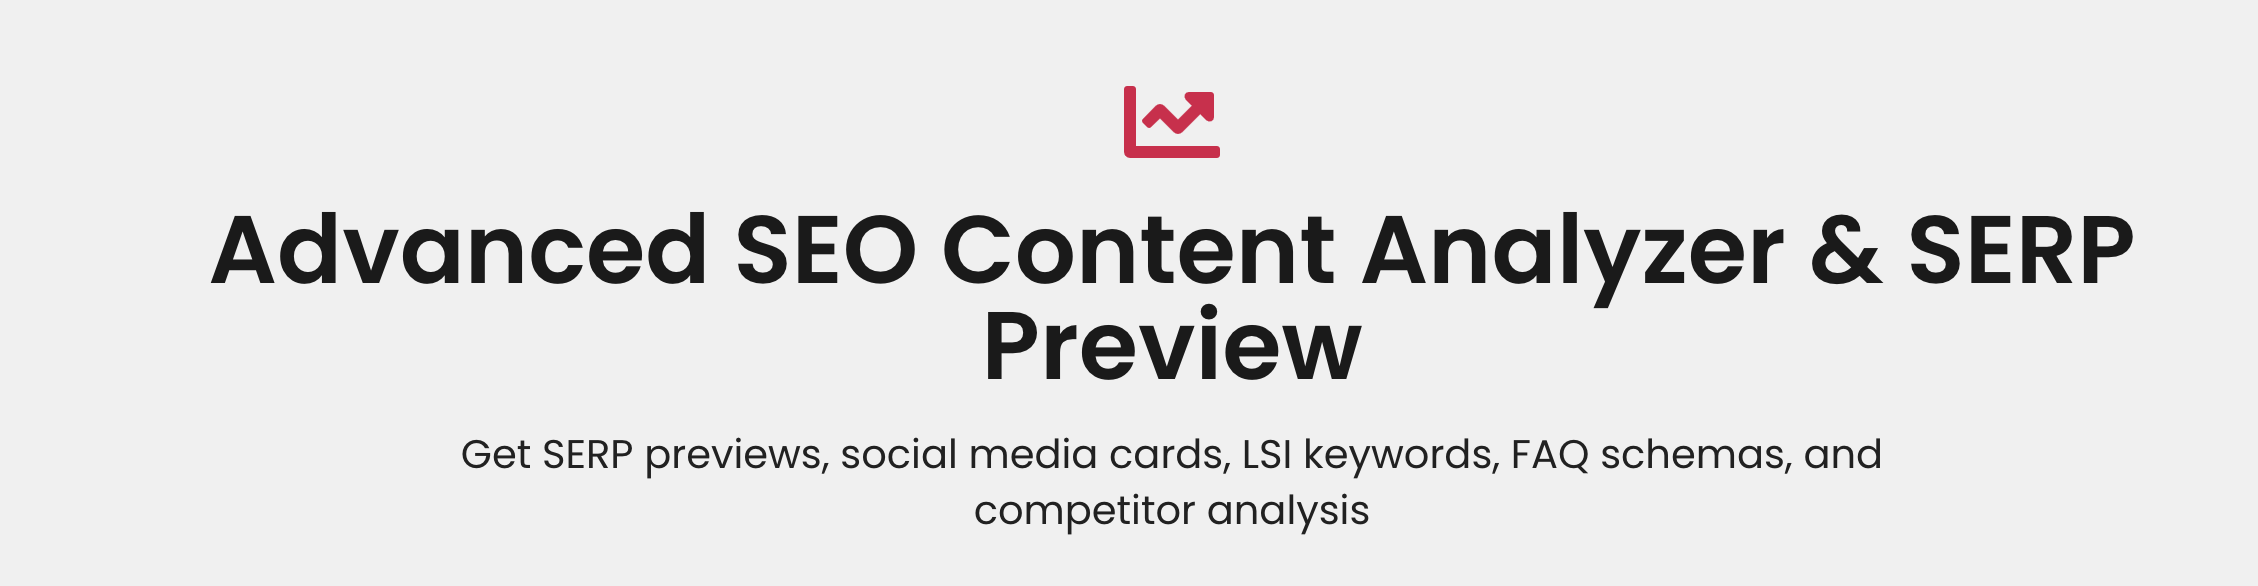 Advanced SEO Content Analyzer & SERP
Preview
Get SERP previews, social media cards, LSI keywords, FAQ schemas, and
competitor analysis